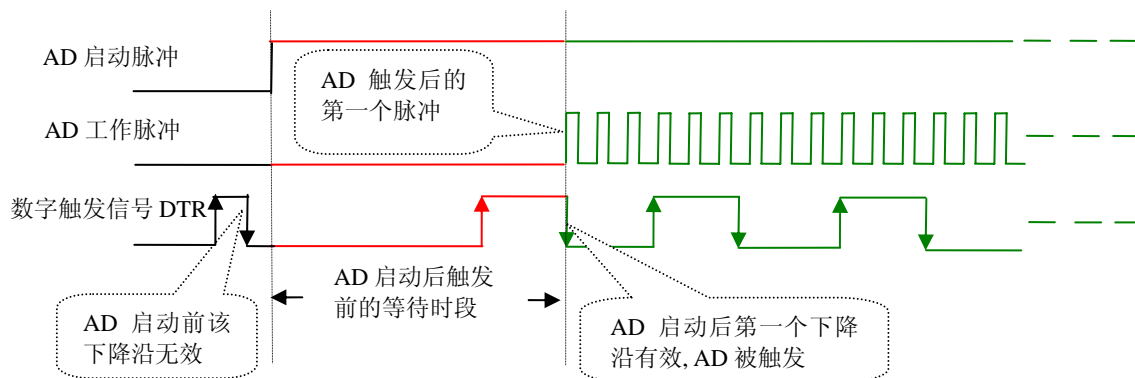 AD 启动脉冲
AD 触发后的
第一个脉冲
AD 工作脉冲
数字触发信号 DTR
AD 启动后触发
前的等待时段
AD 启动前该
下降沿无效
AD 启动后第一个下降
沿有效, AD 被触发